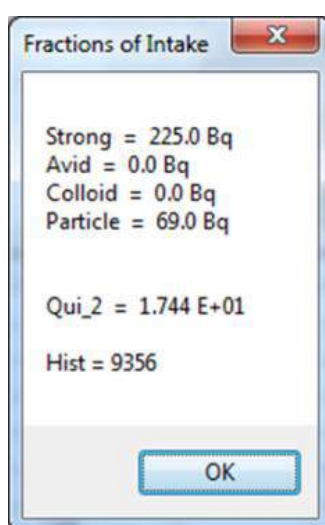 Fractions of Intake
Strong = 225.0 Bq
Avid = 0.0 Bq
Colloid = 0.0 Bq
Particle = 69.0 Bq
Qui_2 = 1.744 E+01
Hist = 9356
OK